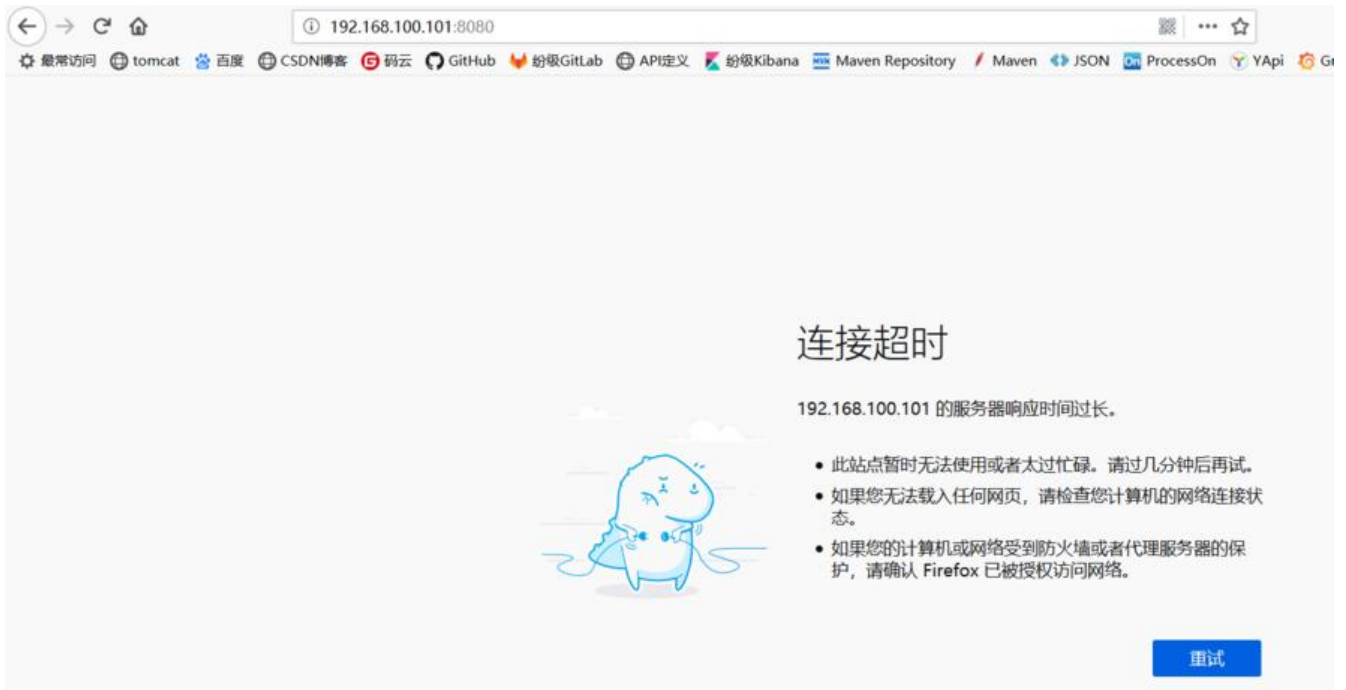 192.168.100.101:8080
最常访问 tomcat 百度 CSDN博客 码云 GitHub 纷级GitLab API定义 纷级Kibana Maven Repository Maven JSON On ProcessOn YApi
连接超时
192.168.100.101 的服务器响应时间过长。
此站点暂时无法使用或者太过忙碌。请过几分钟后再试。
如果您无法载入任何网页，请检查您计算机的网络连接状
态。
如果您的计算机或网络受到防火墙或者代理服务器的保
护，请确认 Firefox 已被授权访问网络。
重试